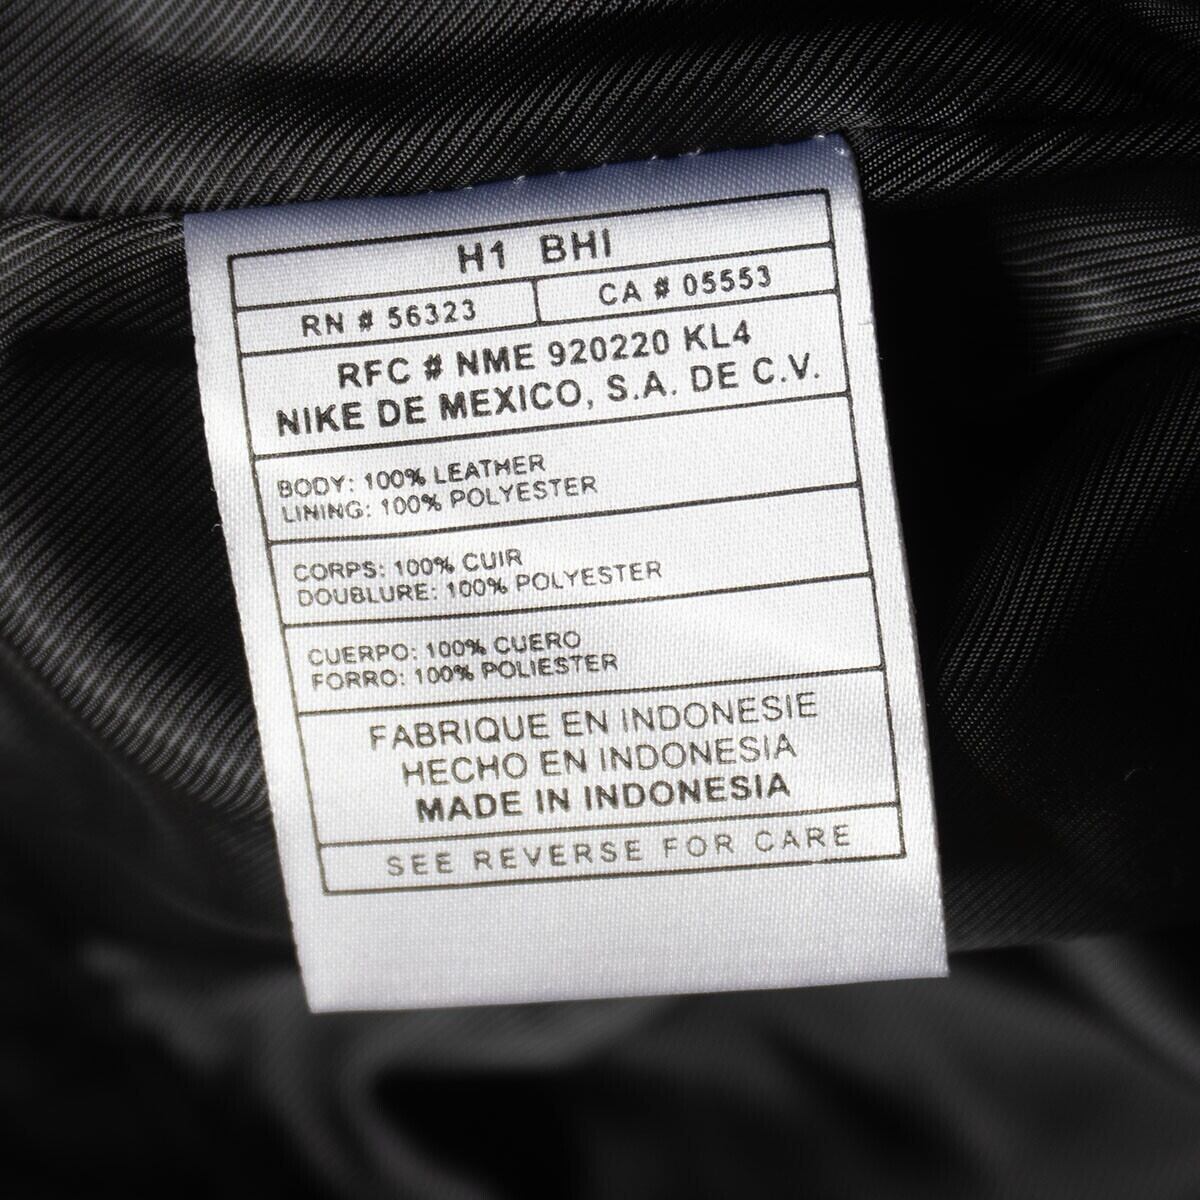 H1 BHI
RN # 56323 CA # 05553
RFC # NME 920220 KL4
NIKE DE MEXICO, S.A. DE C.V.
BODY: 100% LEATHER
LINING: 100% POLYESTER
CORPS: 100% CUIR
DOUBLURE: 100% POLYESTER
CUERPO: 100% CUERO
FORRO: 100% POLIESTER
FABRIQUE EN INDONESIE
HECHO EN INDONESIA
MADE IN INDONESIA
SEE REVERSE FOR CARE